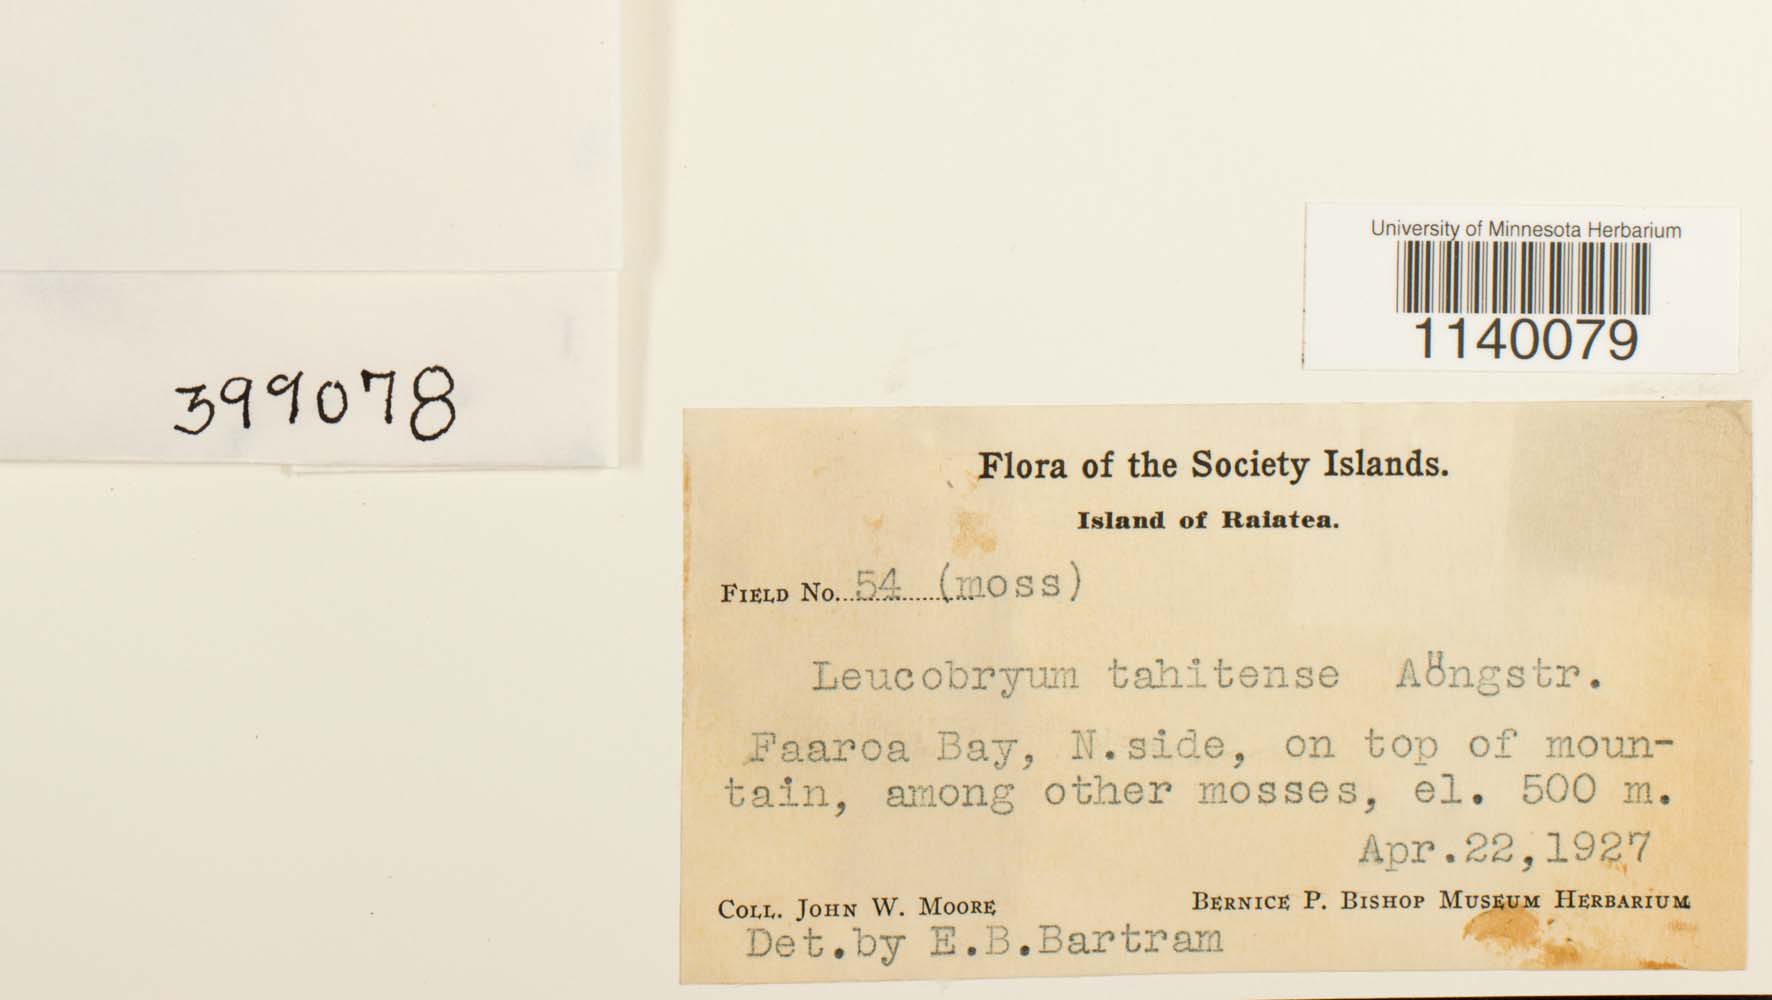 399078
University of Minnesota Herbarium
1140079
Flora of the Society Islands.
Island of Raiatea.
FIELD NO. 54 (moss)
Leucobryum tahitense Aöngstr.
Faaroa Bay, N.side, on top of moun-
tain, among other mosses, el. 500 m.
Apr.22,1927
COLL. JOHN W. MOORE
BERNICE P. BISHOP MUSEUM HERBARIUM
Det.by E.B.Bartram